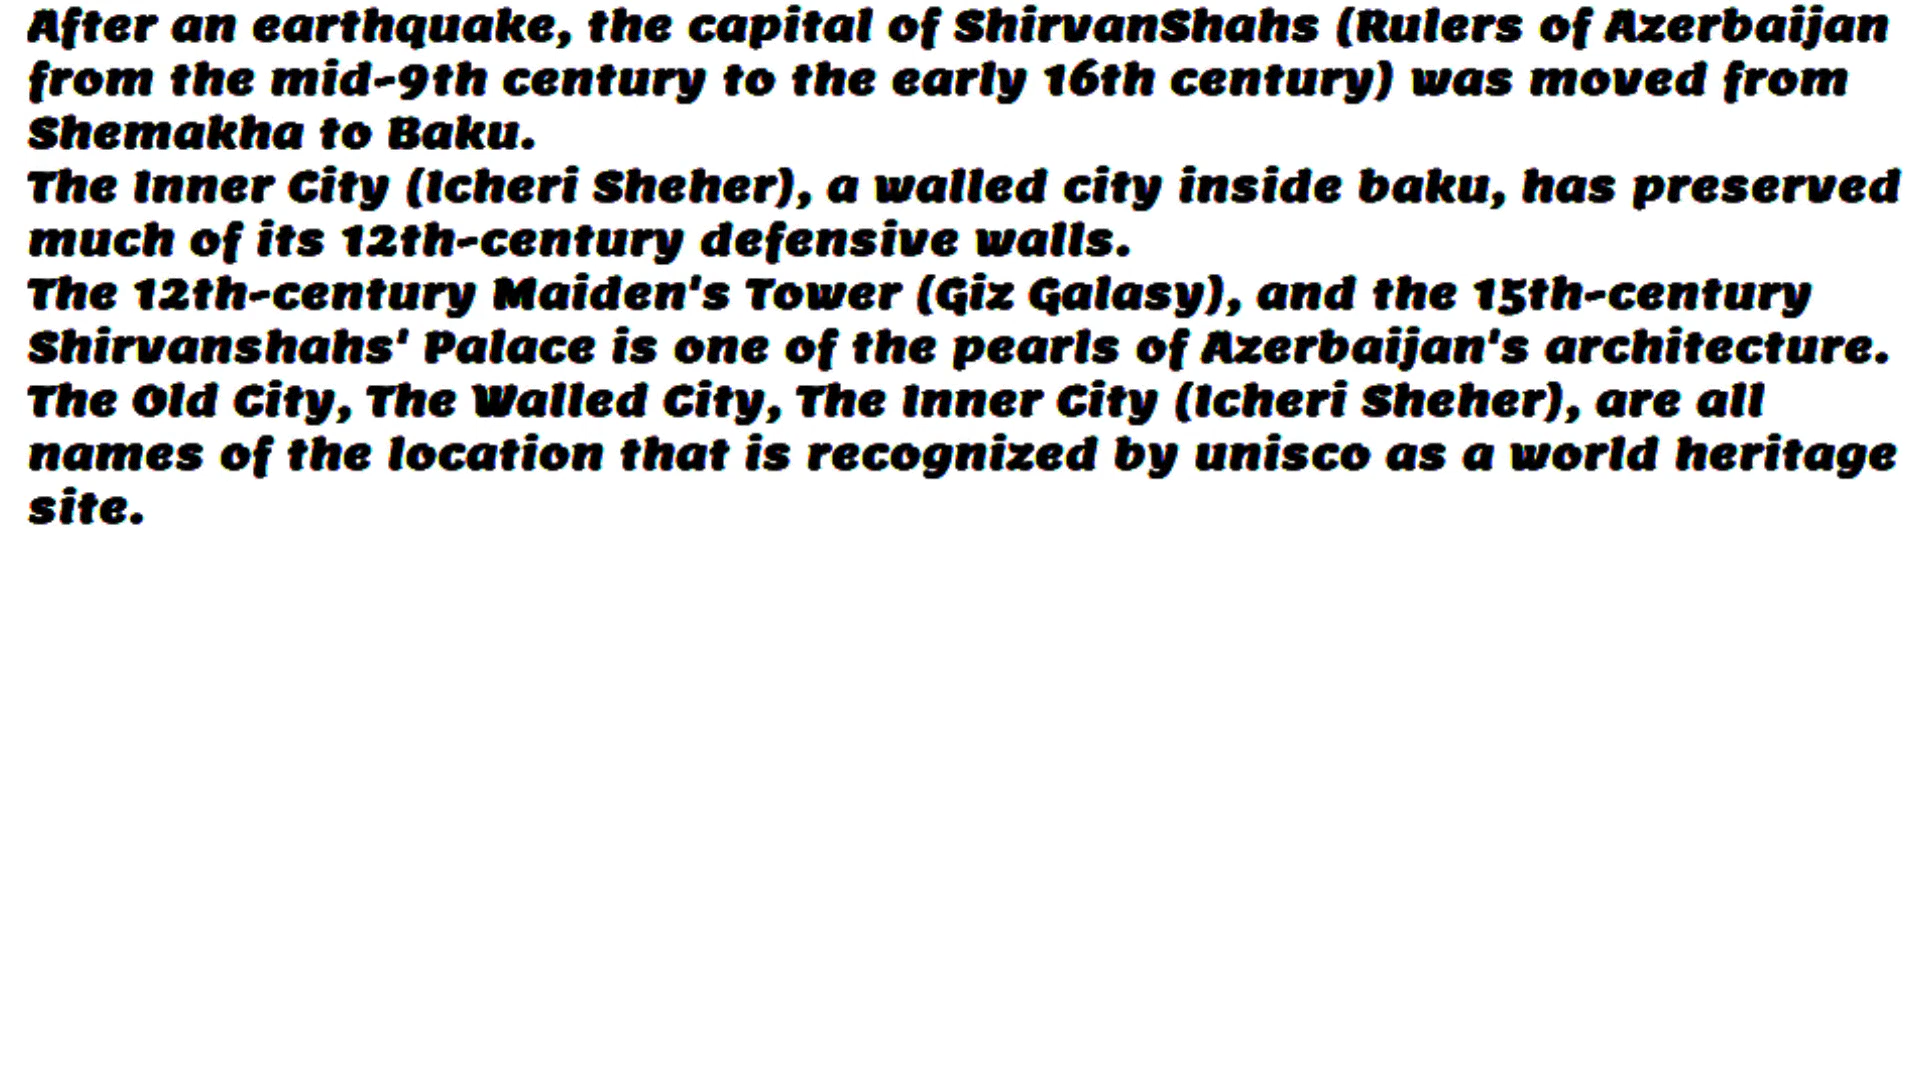 After an earthquake, the capital of ShirvanShahs (Rulers of Azerbaijan
from the mid-9th century to the early 16th century) was moved from
Shemakha to Baku.
The Inner City (Icheri Sheher), a walled city inside baku, has preserved
much of its 12th-century defensive walls.
The 12th-century Maiden's Tower (Giz Galasy), and the 15th-century
Shirvanshahs' Palace is one of the pearls of Azerbaijan's architecture.
The Old City, The Walled City, The Inner City (Icheri Sheher), are all
names of the location that is recognized by unisco as a world heritage
site.